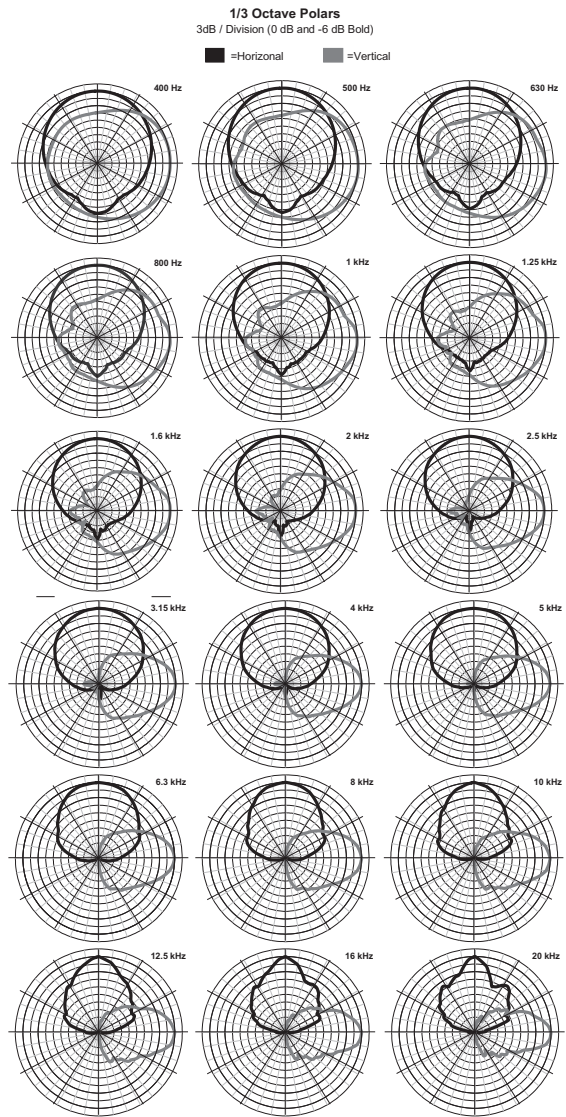 1/3 Octave Polars
3dB / Division (0 dB and -6 dB Bold)
=Horizonal =Vertical
400 Hz 500 Hz 630 Hz
800 Hz 1 kHz 1.25 kHz
1.6 kHz 2 kHz 2.5 kHz
3.15 kHz 4 kHz 5 kHz
6.3 kHz 8 kHz 10 kHz
12.5 kHz 16 kHz 20 kHz